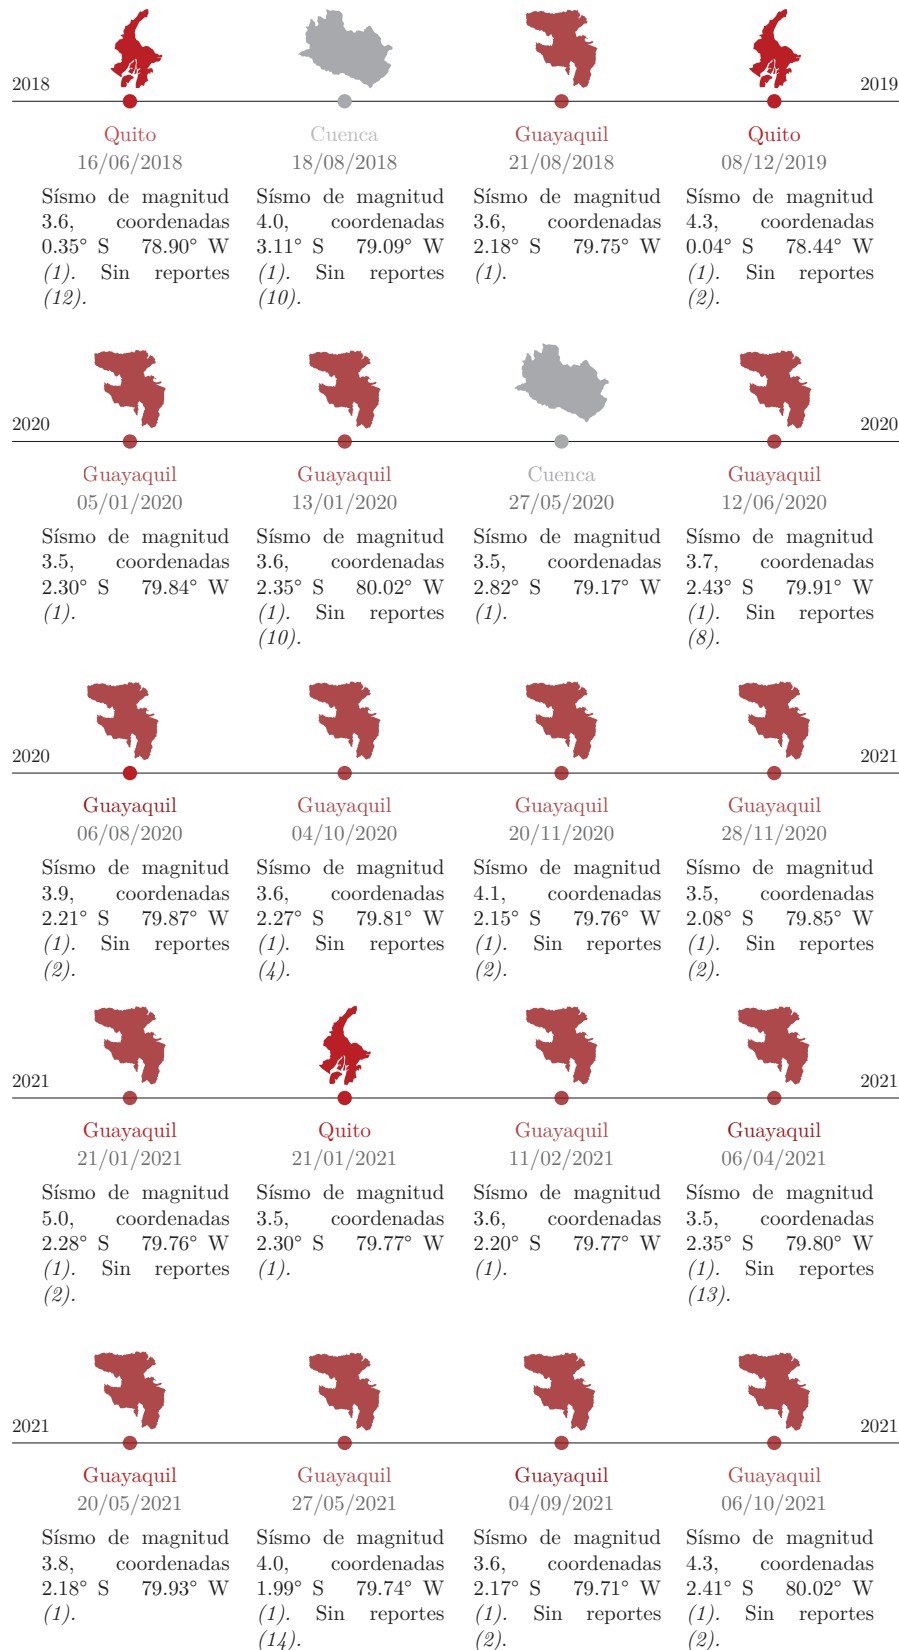 2018
2019
Quito
16/06/2018
Sísmo de magnitud
3.6, coordenadas
0.35° S 78.90° W
(1). Sin reportes
(12).
Cuenca
18/08/2018
Sísmo de magnitud
4.0, coordenadas
3.11° S 79.09° W
(1). Sin reportes
(10).
Guayaquil
21/08/2018
Sísmo de magnitud
3.6, coordenadas
2.18° S 79.75° W
(1).
Quito
08/12/2019
Sísmo de magnitud
4.3, coordenadas
0.04° S 78.44° W
(1). Sin reportes
(2).
2020
2020
Guayaquil
05/01/2020
Sísmo de magnitud
3.5, coordenadas
2.30° S 79.84° W
(1).
Guayaquil
13/01/2020
Sísmo de magnitud
3.6, coordenadas
2.35° S 80.02° W
(1). Sin reportes
(10).
Cuenca
27/05/2020
Sísmo de magnitud
3.5, coordenadas
2.82° S 79.17° W
(1).
Guayaquil
12/06/2020
Sísmo de magnitud
3.7, coordenadas
2.43° S 79.91° W
(1). Sin reportes
(8).
2020
2021
Guayaquil
06/08/2020
Sísmo de magnitud
3.9, coordenadas
2.21° S 79.87° W
(1). Sin reportes
(2).
Guayaquil
04/10/2020
Sísmo de magnitud
3.6, coordenadas
2.27° S 79.81° W
(1). Sin reportes
(4).
Guayaquil
20/11/2020
Sísmo de magnitud
4.1, coordenadas
2.15° S 79.76° W
(1). Sin reportes
(2).
Guayaquil
28/11/2020
Sísmo de magnitud
3.5, coordenadas
2.08° S 79.85° W
(1). Sin reportes
(2).
2021
2021
Guayaquil
21/01/2021
Sísmo de magnitud
5.0, coordenadas
2.28° S 79.76° W
(1). Sin reportes
(2).
Quito
21/01/2021
Sísmo de magnitud
3.5, coordenadas
2.30° S 79.77° W
(1).
Guayaquil
11/02/2021
Sísmo de magnitud
3.6, coordenadas
2.20° S 79.77° W
(1).
Guayaquil
06/04/2021
Sísmo de magnitud
3.5, coordenadas
2.35° S 79.80° W
(1). Sin reportes
(13).
2021
2021
Guayaquil
20/05/2021
Sísmo de magnitud
3.8, coordenadas
2.18° S 79.93° W
(1).
Guayaquil
27/05/2021
Sísmo de magnitud
4.0, coordenadas
1.99° S 79.74° W
(1). Sin reportes
(14).
Guayaquil
04/09/2021
Sísmo de magnitud
3.6, coordenadas
2.17° S 79.71° W
(1). Sin reportes
(2).
Guayaquil
06/10/2021
Sísmo de magnitud
4.3, coordenadas
2.41° S 80.02° W
(1). Sin reportes
(2).